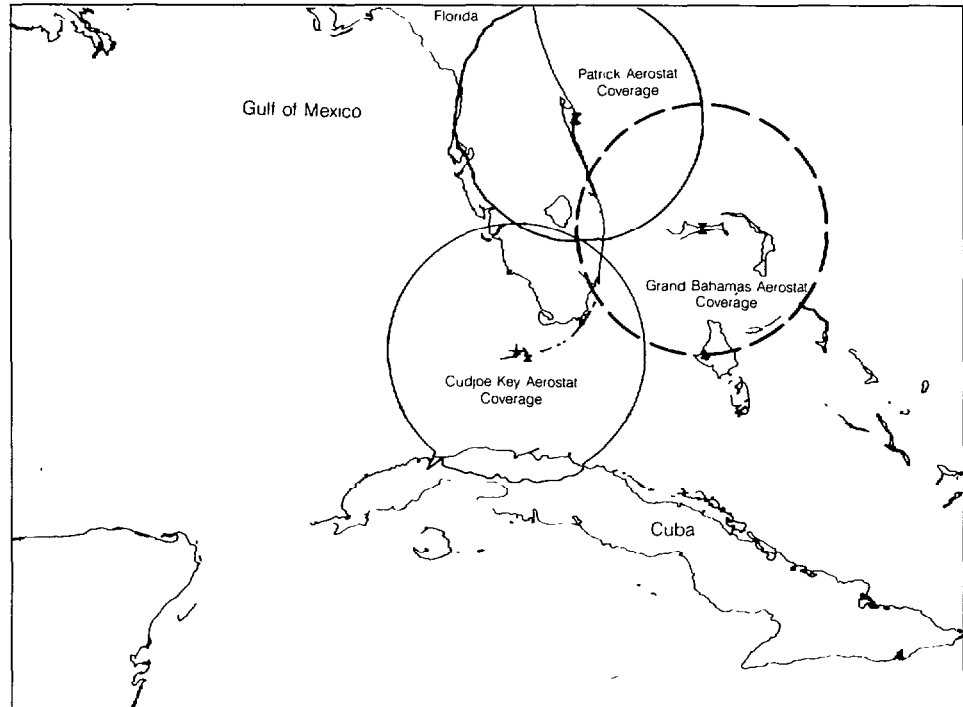 Florida
Patrick Aerostat
Coverage
Gulf of Mexico
Grand Bahamas Aerostat
Coverage
Cudjoe Key Aerostat
Coverage
Cuba